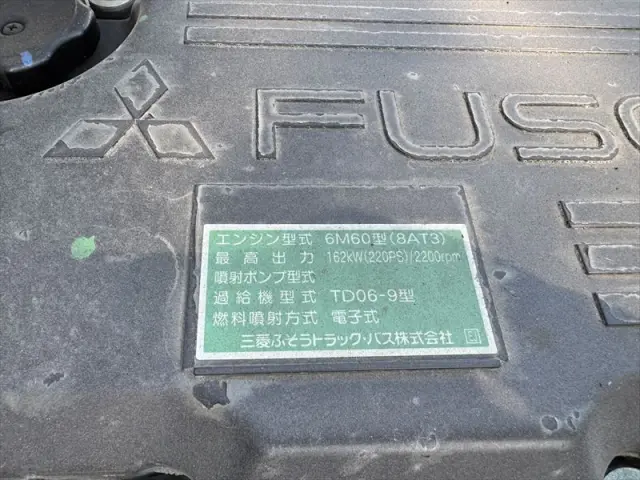 FUSO
エンジン型式 6M60型(8AT3)
最高出力 162kW(220PS)/2200rpm
噴射ポンプ型式
過給機型式 TD06-9型
燃料噴射方式 電子式
三菱ふそうトラック・バス株式会社